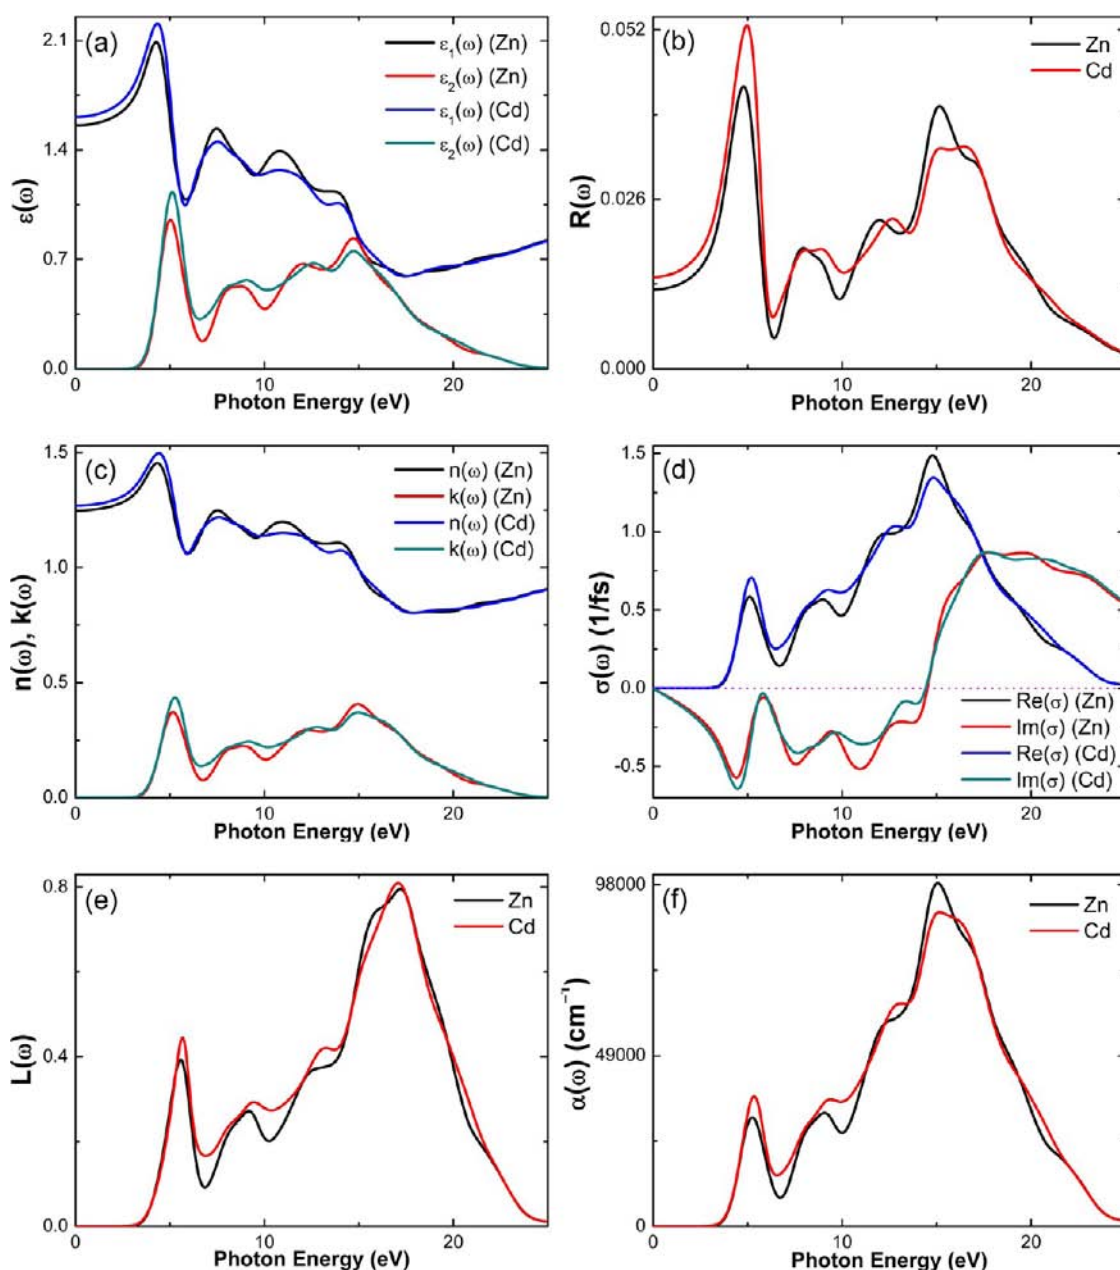 (a)
ε₁(ω) (Zn)
ε₂(ω) (Zn)
ε₁(ω) (Cd)
ε₂(ω) (Cd)
2.1
1.4
0.7
0.0
ε(ω)
0
10
20
Photon Energy (eV)
(b)
Zn
Cd
0.052
0.026
0.000
R(ω)
0
10
20
Photon Energy (eV)
(c)
n(ω) (Zn)
k(ω) (Zn)
n(ω) (Cd)
k(ω) (Cd)
1.5
1.0
0.5
0.0
n(ω), k(ω)
0
10
20
Photon Energy (eV)
(d)
1.5
1.0
0.5
0.0
-0.5
σ(ω) (1/fs)
Re(σ) (Zn)
Im(σ) (Zn)
Re(σ) (Cd)
Im(σ) (Cd)
0
10
20
Photon Energy (eV)
(e)
Zn
Cd
0.8
0.4
0.0
L(ω)
0
10
20
Photon Energy (eV)
(f)
Zn
Cd
98000
49000
0
α(ω) (cm⁻¹)
0
10
20
Photon Energy (eV)